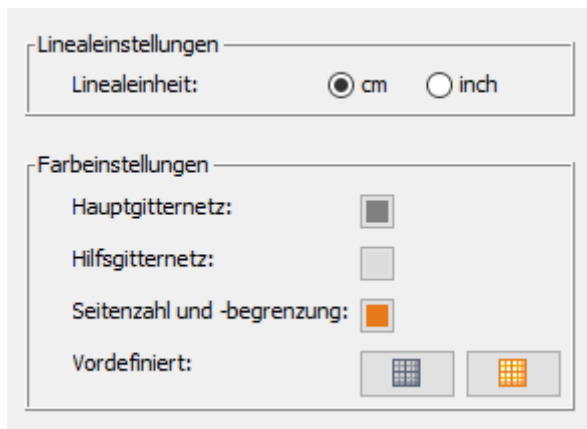 Linealeinstellungen
Linealeinheit: cm inch
Farbeinstellungen
Hauptgitternetz:
Hilfsgitternetz:
Seitenzahl und -begrenzung:
Vordefiniert: